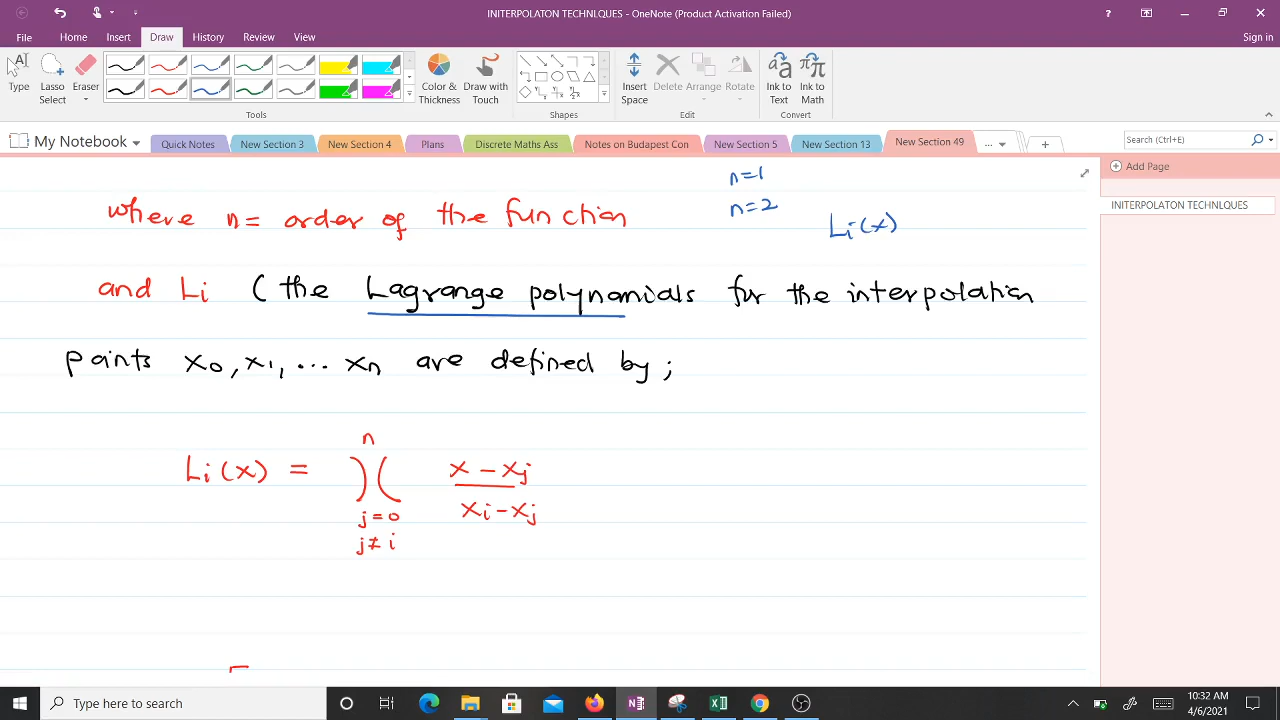 INITERPOLATON TECHNLQUES - OneNote (Product Activation Failed)
File Home Insert Draw History Review View
Type Lasso Select Eraser Color & Thickness Draw with Touch Insert Space Delete Arrange Rotate Ink to Text Ink to Math
Tools Shapes Edit Convert
My Notebook Quick Notes New Section 3 New Section 4 Plans Discrete Maths Ass Notes on Budapest Con New Section 5 New Section 13 New Section 49 ... + Search (Ctrl+E)
Add Page
INITERPOLATON TECHNLQUES
n=1
n=2
Li(x)
where n= order of the function
and Li (the Lagrange polynomials for the interpolation
points x0, x1, ... xn are defined by;
n
Li(x) = )( x - xj
xi - xj
j=0
j≠i
Type here to search
10:32 AM
4/6/2021